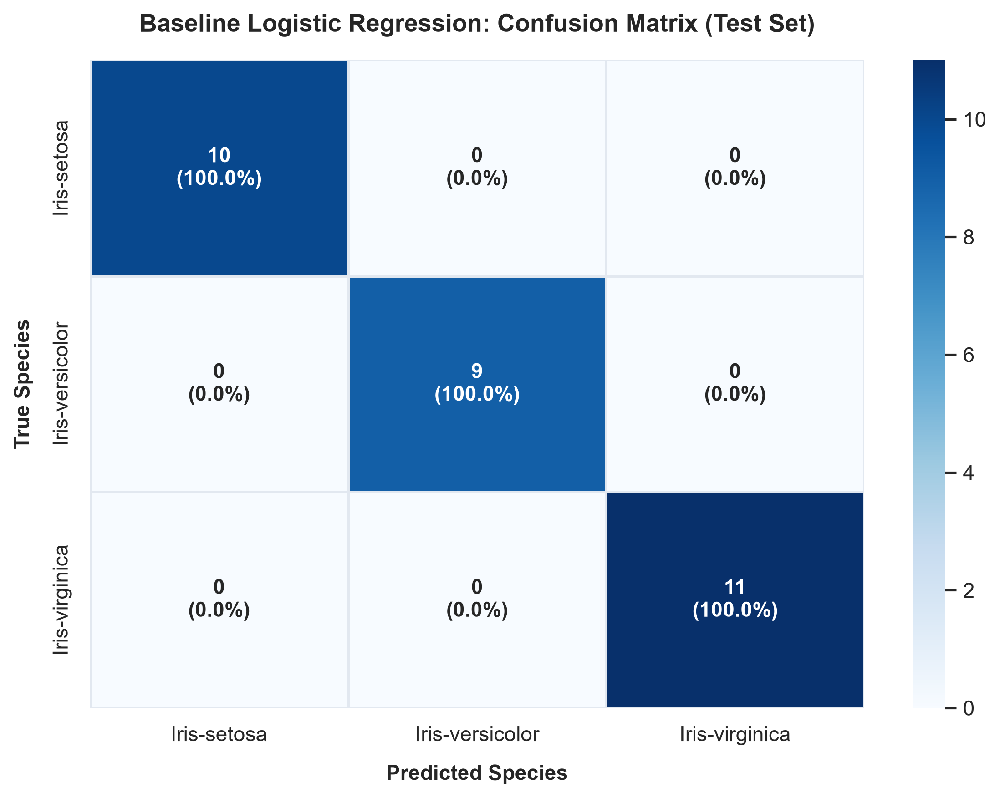 Baseline Logistic Regression: Confusion Matrix (Test Set)
True Species
Iris-setosa
Iris-versicolor
Iris-virginica
10
(100.0%)
0
(0.0%)
0
(0.0%)
0
(0.0%)
9
(100.0%)
0
(0.0%)
0
(0.0%)
0
(0.0%)
11
(100.0%)
Iris-setosa
Iris-versicolor
Iris-virginica
Predicted Species
10
8
6
4
2
0